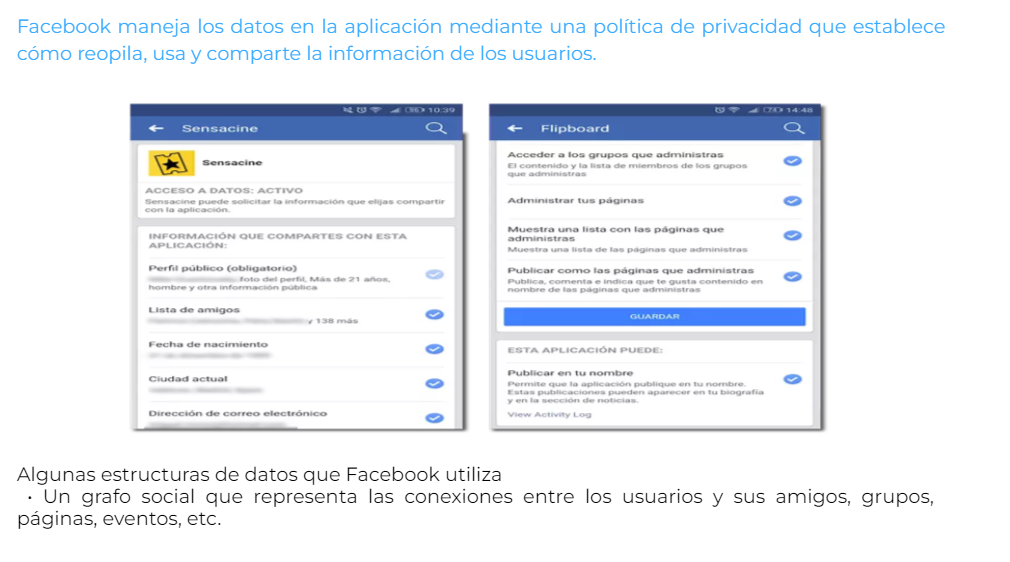 Facebook maneja los datos en la aplicación mediante una política de privacidad que establece
cómo reopila, usa y comparte la información de los usuarios.
10:39
Sensacine
Sensacine
ACCESO A DATOS: ACTIVO
Sensacine puede solicitar la información que elijas compartir
con la aplicación.
INFORMACIÓN QUE COMPARTES CON ESTA
APLICACIÓN:
Perfil público (obligatorio)
foto del perfil, Más de 21 años,
hombre y otra información pública
Lista de amigos
y 138 más
Fecha de nacimiento
Ciudad actual
Dirección de correo electrónico
14:48
Flipboard
Acceder a los grupos que administras
El contenido y la lista de miembros de los grupos
que administras
Administrar tus páginas
Muestra una lista con las páginas que
administras
Muestra una lista de las páginas que administras
Publicar como las páginas que administras
Publica, comenta e indica que te gusta contenido en
nombre de las páginas que administras
GUARDAR
ESTA APLICACIÓN PUEDE:
Publicar en tu nombre
Permite que la aplicación publique en tu nombre.
Estas publicaciones pueden aparecer en tu biografía
y en la sección de noticias.
View Activity Log
Algunas estructuras de datos que Facebook utiliza
• Un grafo social que representa las conexiones entre los usuarios y sus amigos, grupos,
páginas, eventos, etc.